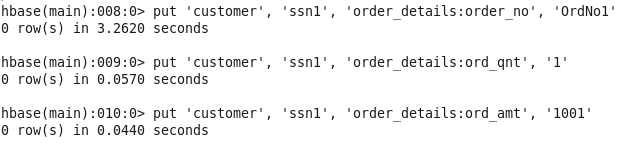 hbase(main):008:0> put 'customer', 'ssn1', 'order_details:order_no', 'OrdNo1'
0 row(s) in 3.2620 seconds
hbase(main):009:0> put 'customer', 'ssn1', 'order_details:ord_qnt', '1'
0 row(s) in 0.0570 seconds
hbase(main):010:0> put 'customer', 'ssn1', 'order_details:ord_amt', '1001'
0 row(s) in 0.0440 seconds